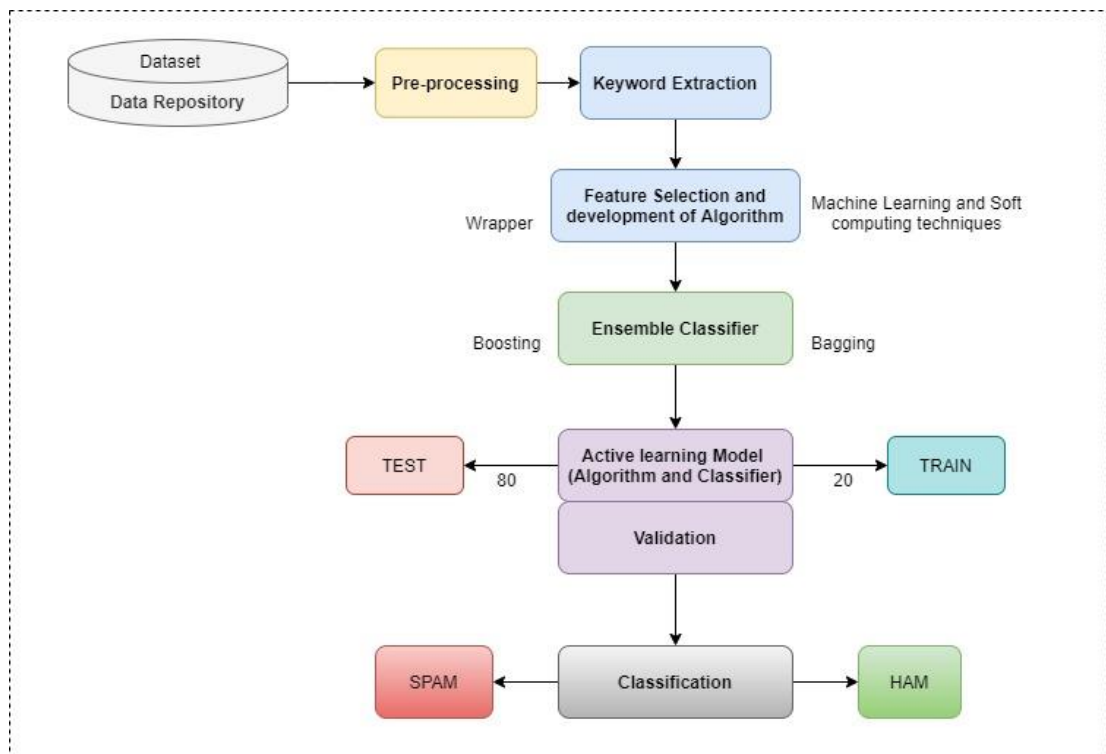 Dataset
Data Repository
Pre-processing
Keyword Extraction
Feature Selection and
development of Algorithm
Wrapper
Machine Learning and Soft
computing techniques
Ensemble Classifier
Boosting
Bagging
TEST
80
Active learning Model
(Algorithm and Classifier)
20
TRAIN
Validation
SPAM
Classification
HAM